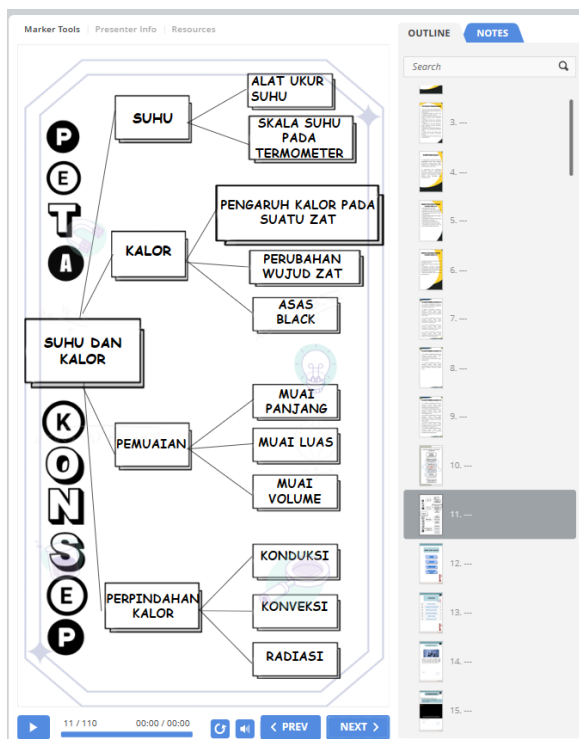 Marker Tools | Presenter Info | Resources
OUTLINE
NOTES
Search
PETA
KONSEP
SUHU DAN
KALOR
SUHU
ALAT UKUR
SUHU
SKALA SUHU
PADA
TERMOMETER
KALOR
PENGARUH KALOR PADA
SUATU ZAT
PERUBAHAN
WUJUD ZAT
ASAS
BLACK
PEMUAIAN
MUAI
PANJANG
MUAI LUAS
MUAI
VOLUME
PERPINDAHAN
KALOR
KONDUKSI
KONVEKSI
RADIASI
3. ---
4. ---
5. ---
6. ---
7. ---
8. ---
9. ---
10. ---
11. ---
12. ---
13. ---
14. ---
15. ---
11 / 110
00:00 / 00:00
PREV
NEXT